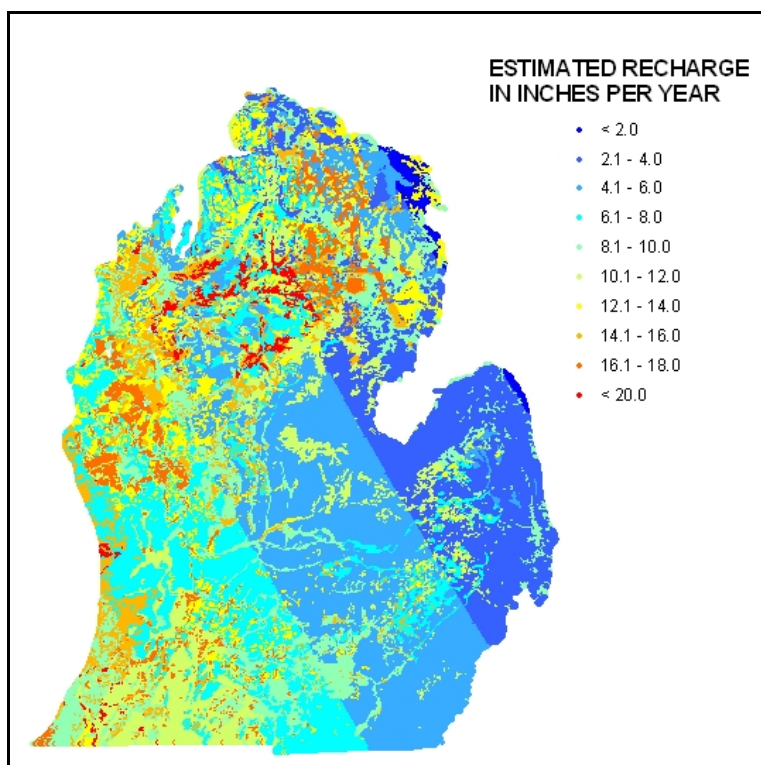 ESTIMATED RECHARGE
IN INCHES PER YEAR
< 2.0
2.1 - 4.0
4.1 - 6.0
6.1 - 8.0
8.1 - 10.0
10.1 - 12.0
12.1 - 14.0
14.1 - 16.0
16.1 - 18.0
< 20.0